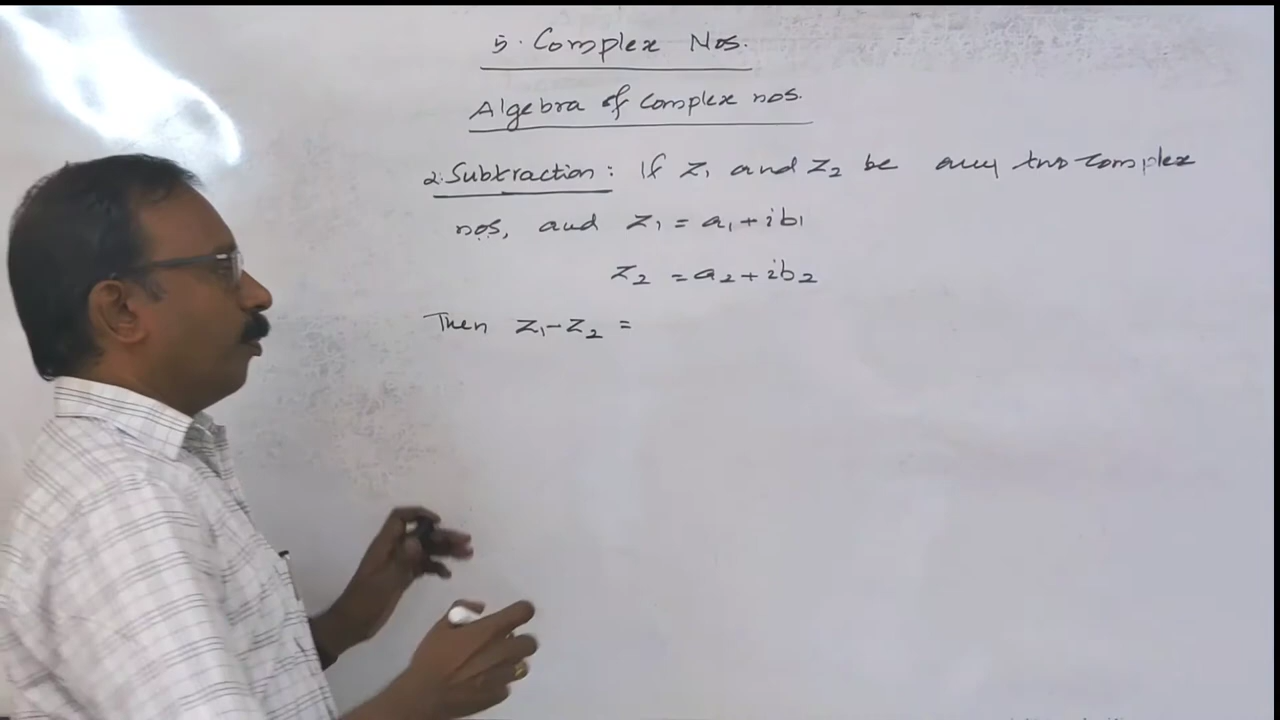 5. Complex Nos.
Algebra of complex nos.
2. Subtraction: If z₁ and z₂ be any two complex
nos, and z₁ = a₁ + ib₁
z₂ = a₂ + ib₂
Then z₁ - z₂ =